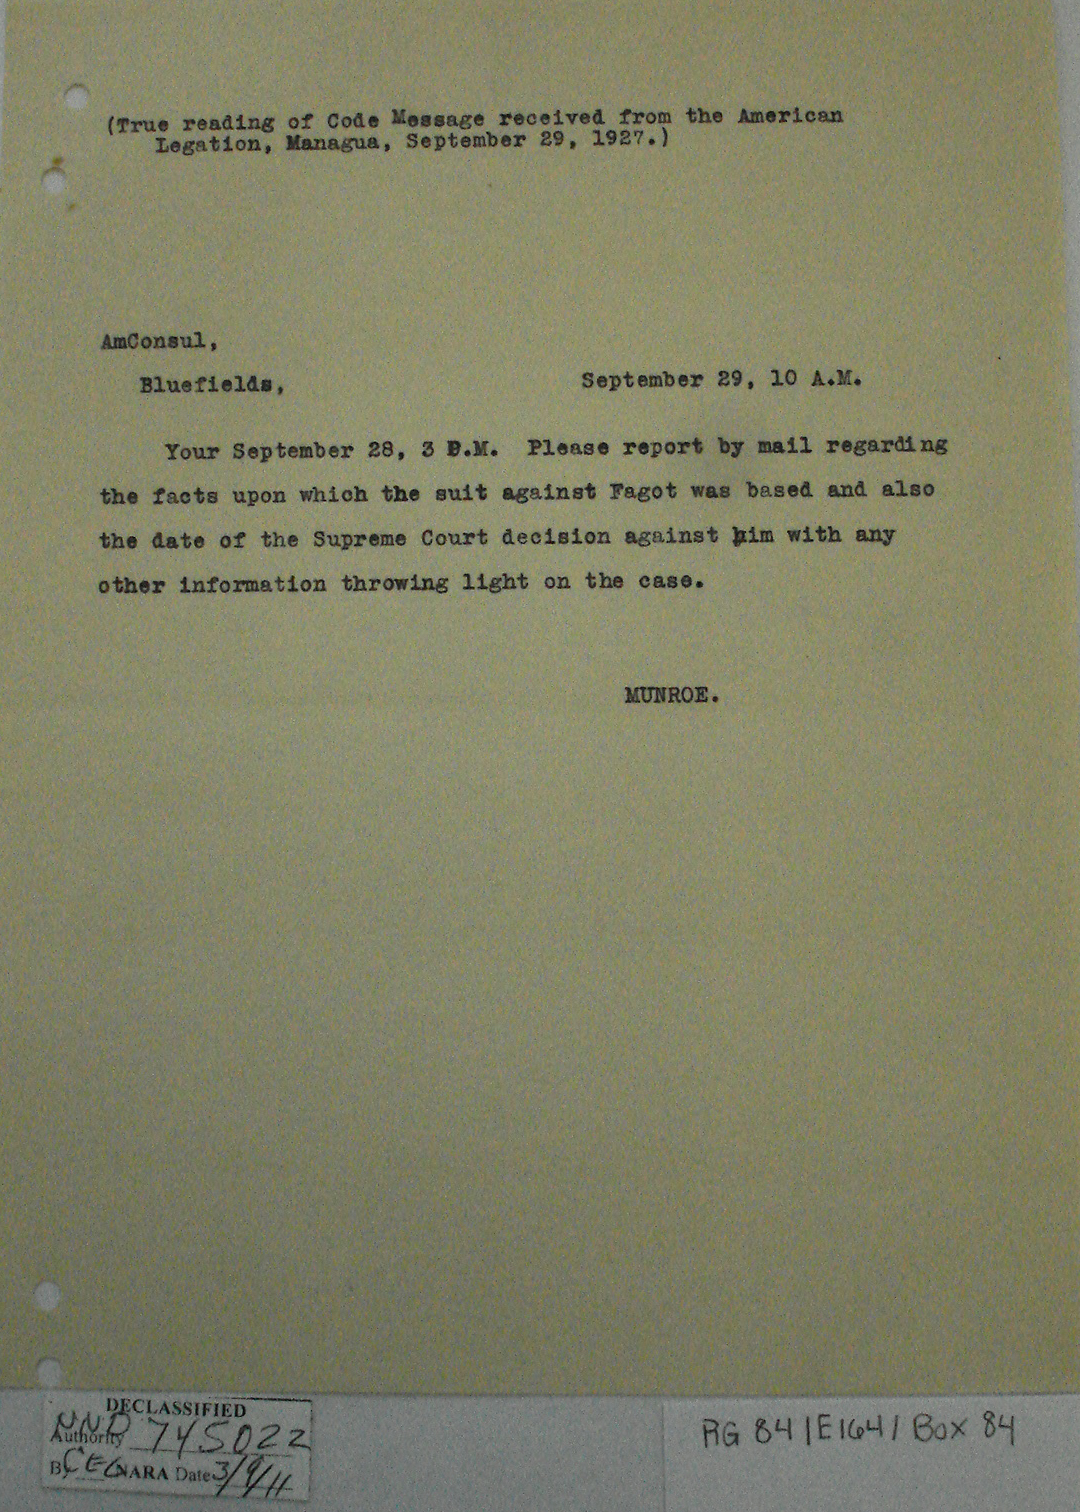 (True reading of Code Message received from the American
Legation, Managua, September 29, 1927.)
AmConsul,
Bluefields,
September 29, 10 A.M.
Your September 28, 3 P.M. Please report by mail regarding
the facts upon which the suit against Fagot was based and also
the date of the Supreme Court decision against him with any
other information throwing light on the case.
MUNROE.
DECLASSIFIED
Authority NND 745022
By CEG NARA Date 3/9/11
RG 84 | E164 | Box 84